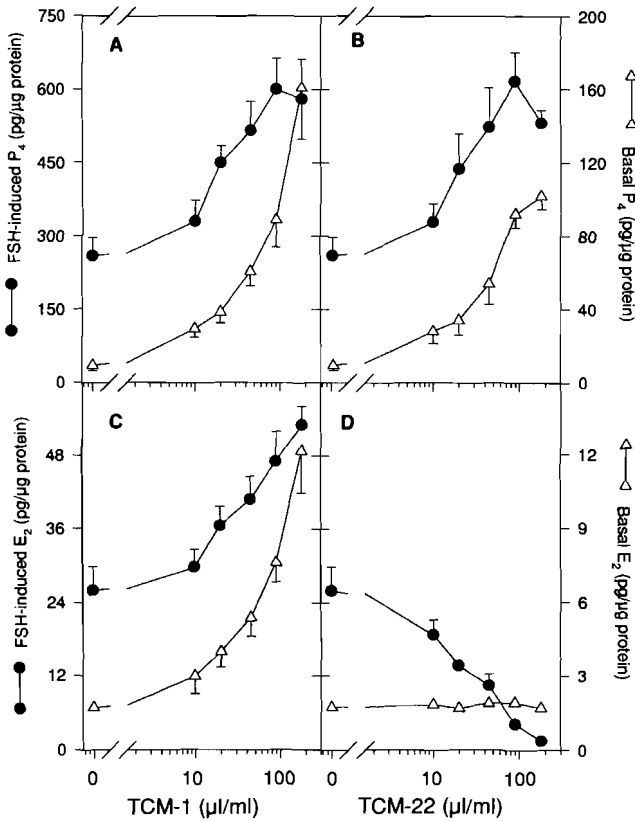 FSH-induced P4 (pg/µg protein)
750
600
450
300
150
0
A
B
200
160
120
80
40
0
Basal P4 (pg/µg protein)
FSH-induced E2 (pg/µg protein)
48
36
24
12
0
C
D
12
9
6
3
0
Basal E2 (pg/µg protein)
0 10 100
0 10 100
TCM-1 (µl/ml)
TCM-22 (µl/ml)